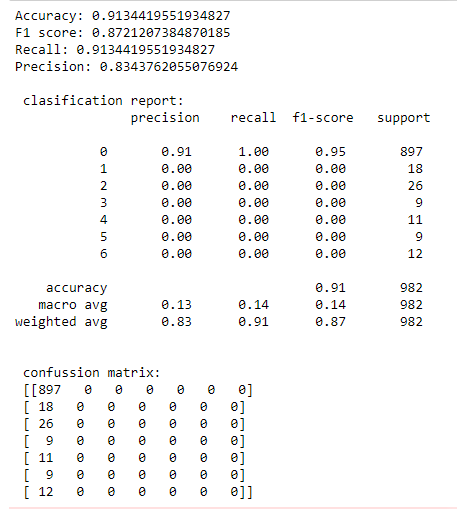 Accuracy: 0.9134419551934827
F1 score: 0.8721207384870185
Recall: 0.9134419551934827
Precision: 0.8343762055076924
clasification report:
precision recall f1-score support
0 0.91 1.00 0.95 897
1 0.00 0.00 0.00 18
2 0.00 0.00 0.00 26
3 0.00 0.00 0.00 9
4 0.00 0.00 0.00 11
5 0.00 0.00 0.00 9
6 0.00 0.00 0.00 12
accuracy 0.91 982
macro avg 0.13 0.14 0.14 982
weighted avg 0.83 0.91 0.87 982
confussion matrix:
[[897 0 0 0 0 0 0]
[ 18 0 0 0 0 0 0]
[ 26 0 0 0 0 0 0]
[ 9 0 0 0 0 0 0]
[ 11 0 0 0 0 0 0]
[ 9 0 0 0 0 0 0]
[ 12 0 0 0 0 0 0]]